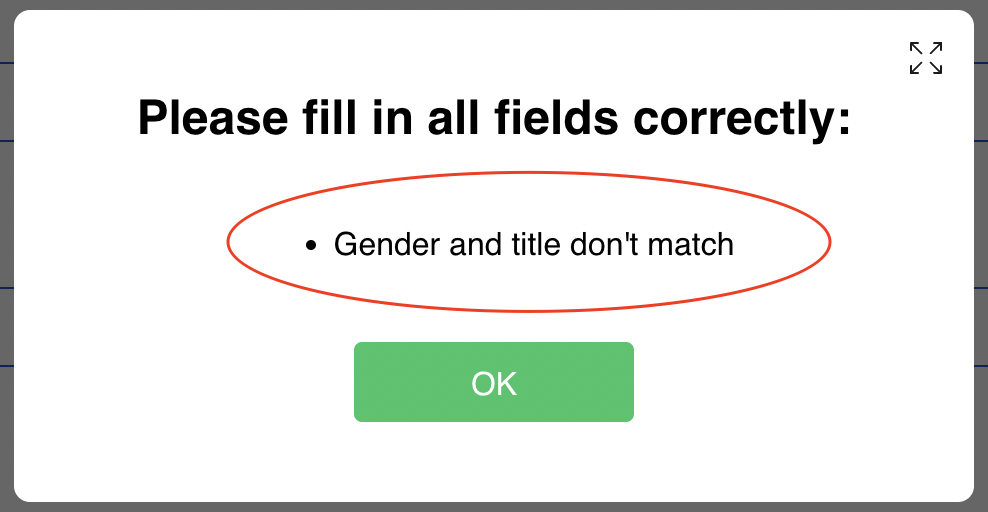 Please fill in all fields correctly:
• Gender and title don't match
OK